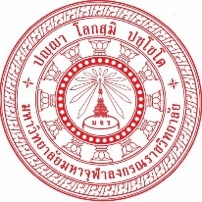 ปญฺญา โลกสฺมิ ปชฺโชโต
มจร
มหาวิทยาลัยมหาจุฬาลงกรณราชวิทยาลัย